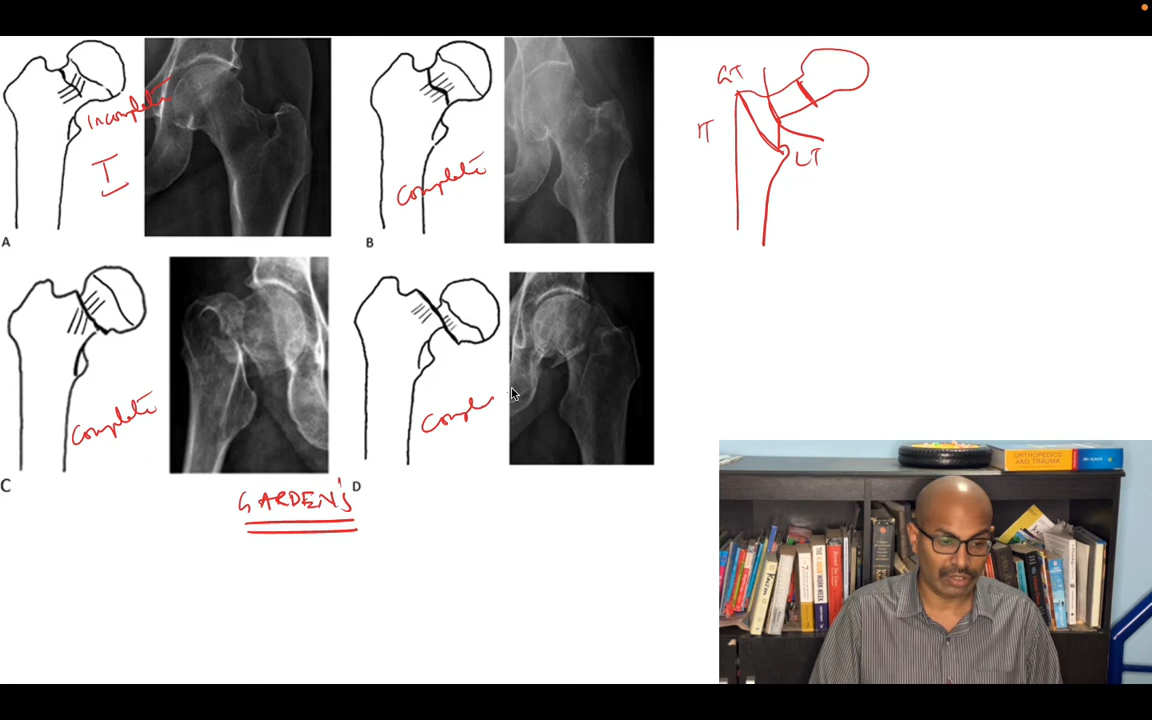 Incomplete
I
A
Complete
B
GT
IT
LT
Complete
C
Comple
D
GARDEN'S
ORTHOPEDICS
AND TRAUMA